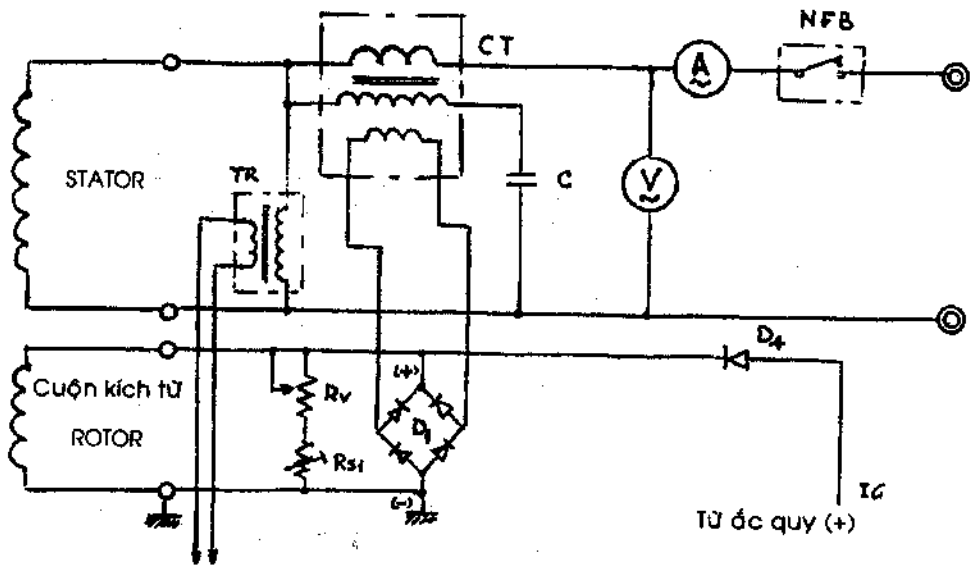 NFB
CT
A
STATOR
TR
C
V
D4
Cuộn kích từ
ROTOR
(+)
Rv
D1
Rs1
(-)
IG
Từ ắc quy (+)